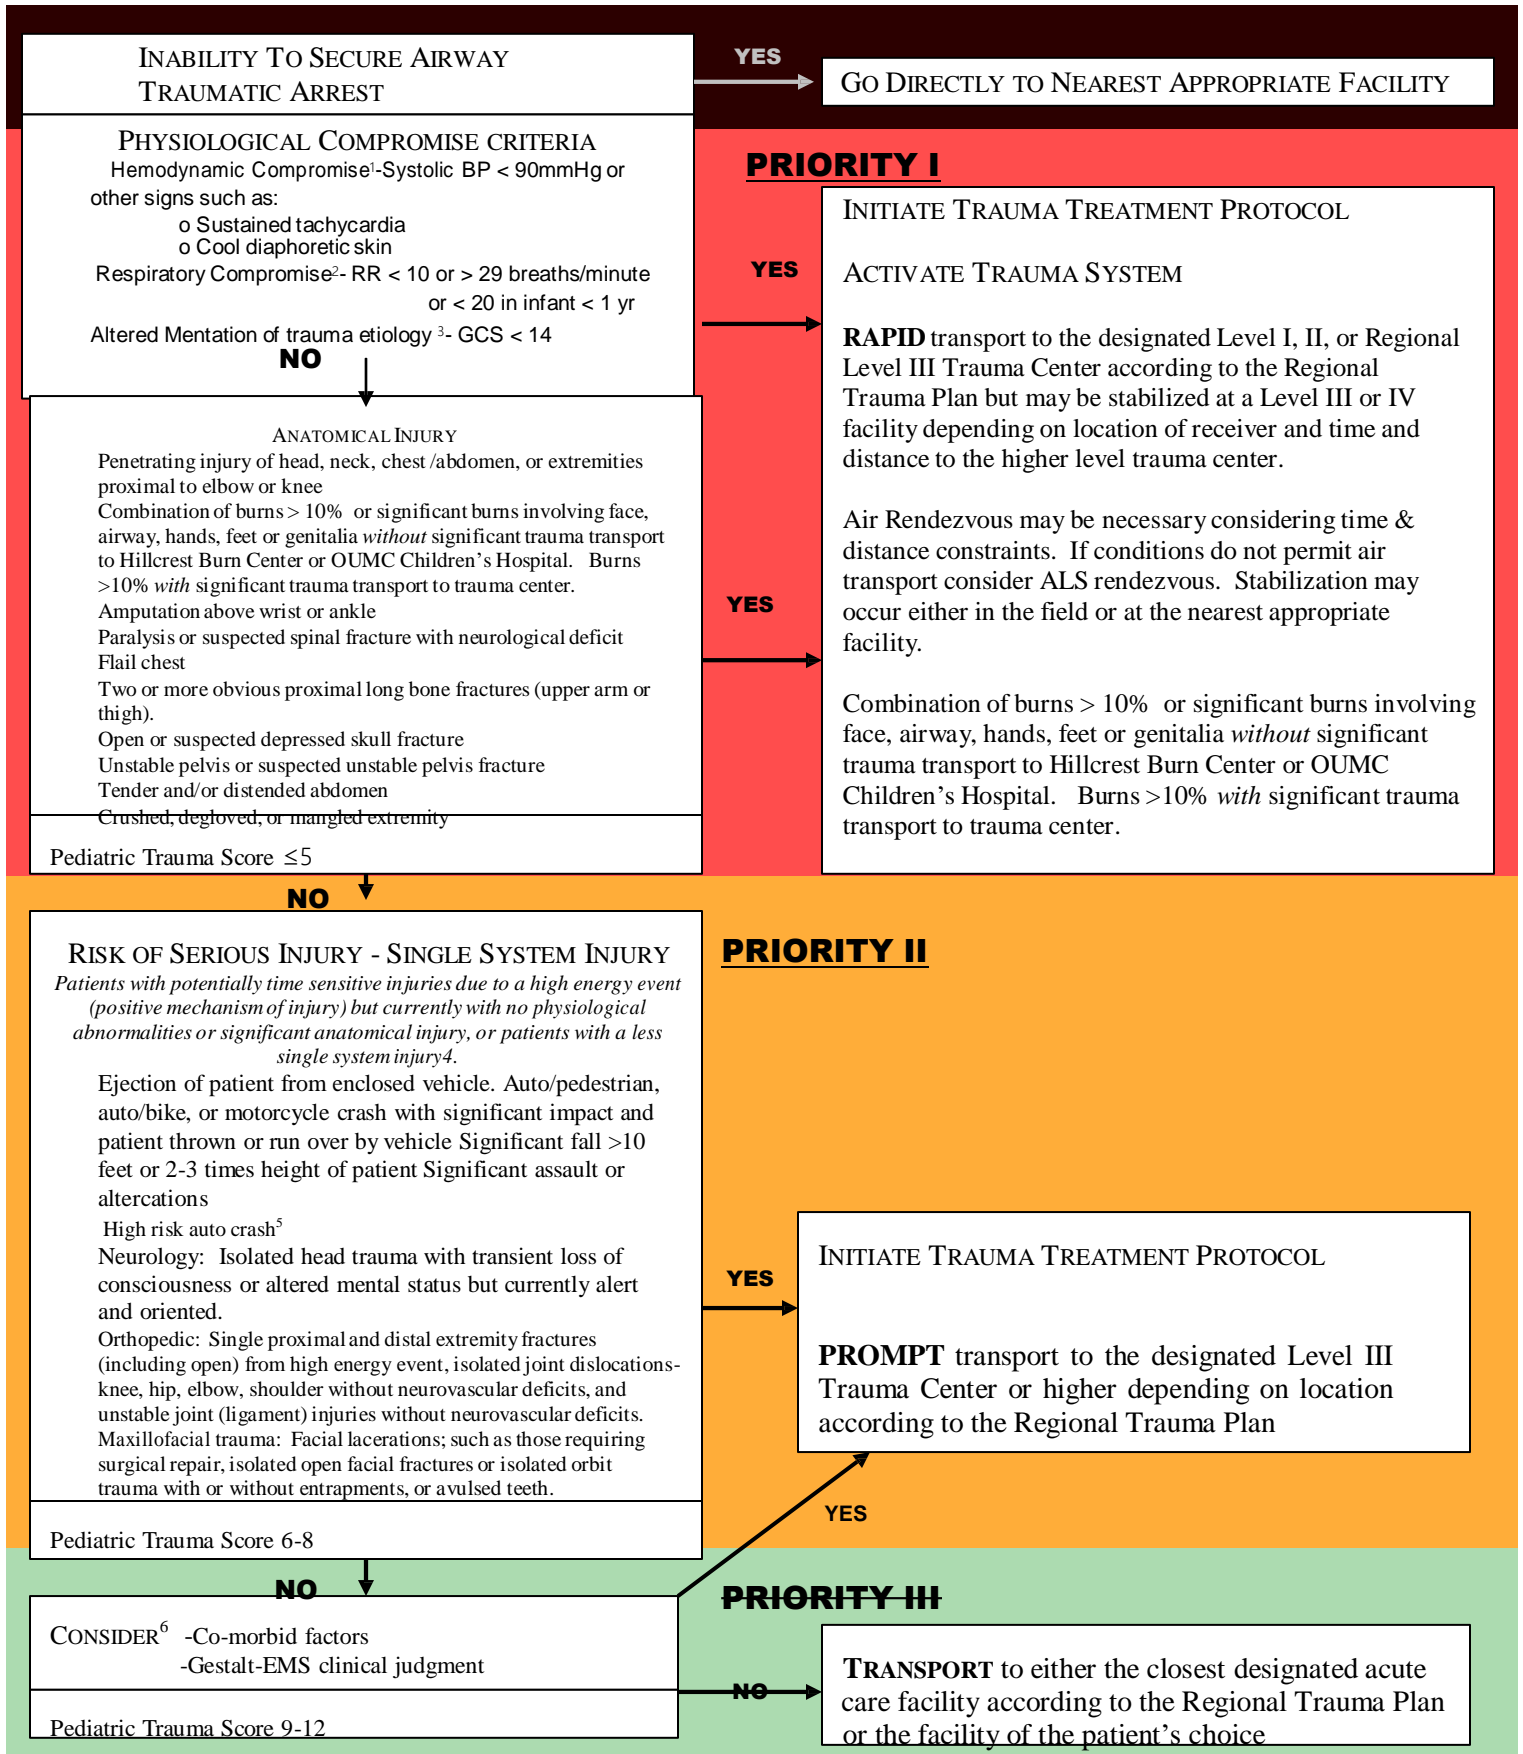 INABILITY TO SECURE AIRWAY
TRAUMATIC ARREST
YES
GO DIRECTLY TO NEAREST APPROPRIATE FACILITY
PHYSIOLOGICAL COMPROMISE CRITERIA
Hemodynamic Compromise¹-Systolic BP < 90mmHg or
other signs such as:
o Sustained tachycardia
o Cool diaphoretic skin
Respiratory Compromise²- RR < 10 or > 29 breaths/minute
or < 20 in infant < 1 yr
Altered Mentation of trauma etiology ³- GCS < 14
NO
PRIORITY I
YES
INITIATE TRAUMA TREATMENT PROTOCOL
ACTIVATE TRAUMA SYSTEM
RAPID transport to the designated Level I, II, or Regional
Level III Trauma Center according to the Regional
Trauma Plan but may be stabilized at a Level III or IV
facility depending on location of receiver and time and
distance to the higher level trauma center.
Air Rendezvous may be necessary considering time &
distance constraints. If conditions do not permit air
transport consider ALS rendezvous. Stabilization may
occur either in the field or at the nearest appropriate
facility.
Combination of burns > 10% or significant burns involving
face, airway, hands, feet or genitalia without significant
trauma transport to Hillcrest Burn Center or OUMC
Children's Hospital. Burns >10% with significant trauma
transport to trauma center.
ANATOMICAL INJURY
Penetrating injury of head, neck, chest /abdomen, or extremities
proximal to elbow or knee
Combination of burns > 10% or significant burns involving face,
airway, hands, feet or genitalia without significant trauma transport
to Hillcrest Burn Center or OUMC Children's Hospital. Burns
>10% with significant trauma transport to trauma center.
Amputation above wrist or ankle
Paralysis or suspected spinal fracture with neurological deficit
Flail chest
Two or more obvious proximal long bone fractures (upper arm or
thigh).
Open or suspected depressed skull fracture
Unstable pelvis or suspected unstable pelvis fracture
Tender and/or distended abdomen
Crushed, degloved, or mangled extremity
Pediatric Trauma Score ≤5
YES
NO
PRIORITY II
RISK OF SERIOUS INJURY - SINGLE SYSTEM INJURY
Patients with potentially time sensitive injuries due to a high energy event
(positive mechanism of injury) but currently with no physiological
abnormalities or significant anatomical injury, or patients with a less
single system injury4.
Ejection of patient from enclosed vehicle. Auto/pedestrian,
auto/bike, or motorcycle crash with significant impact and
patient thrown or run over by vehicle Significant fall >10
feet or 2-3 times height of patient Significant assault or
altercations
High risk auto crash⁵
Neurology: Isolated head trauma with transient loss of
consciousness or altered mental status but currently alert
and oriented.
Orthopedic: Single proximal and distal extremity fractures
(including open) from high energy event, isolated joint dislocations-
knee, hip, elbow, shoulder without neurovascular deficits, and
unstable joint (ligament) injuries without neurovascular deficits.
Maxillofacial trauma: Facial lacerations; such as those requiring
surgical repair, isolated open facial fractures or isolated orbit
trauma with or without entrapments, or avulsed teeth.
Pediatric Trauma Score 6-8
YES
INITIATE TRAUMA TREATMENT PROTOCOL
PROMPT transport to the designated Level III
Trauma Center or higher depending on location
according to the Regional Trauma Plan
YES
NO
PRIORITY III
CONSIDER⁶ -Co-morbid factors
-Gestalt-EMS clinical judgment
Pediatric Trauma Score 9-12
NO
TRANSPORT to either the closest designated acute
care facility according to the Regional Trauma Plan
or the facility of the patient's choice